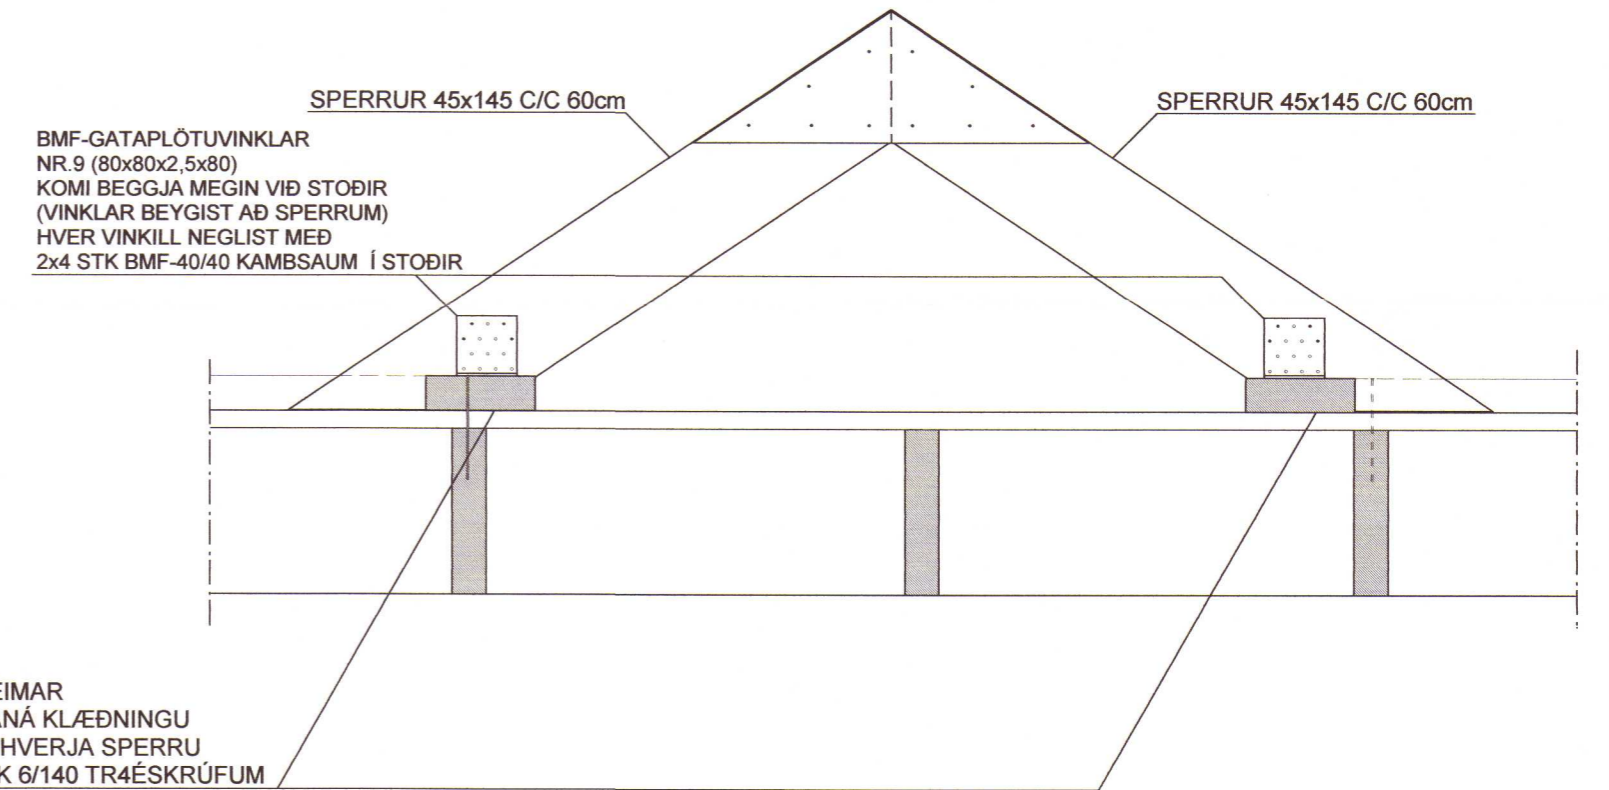 SPERRUR 45x145 C/C 60cm
SPERRUR 45x145 C/C 60cm
BMF-GATAPLÖTUVINKLAR
NR.9 (80x80x2,5x80)
KOMI BEGGJA MEGIN VIÐ STOÐIR
(VINKLAR BEYGIST AÐ SPERRUM)
HVER VINKILL NEGLIST MEÐ
2x4 STK BMF-40/40 KAMBSAUM Í STOÐIR
EIMAR
ANÁ KLÆÐNINGU
HVERJA SPERRU
K 6/140 TR4ÉSKRÚFUM